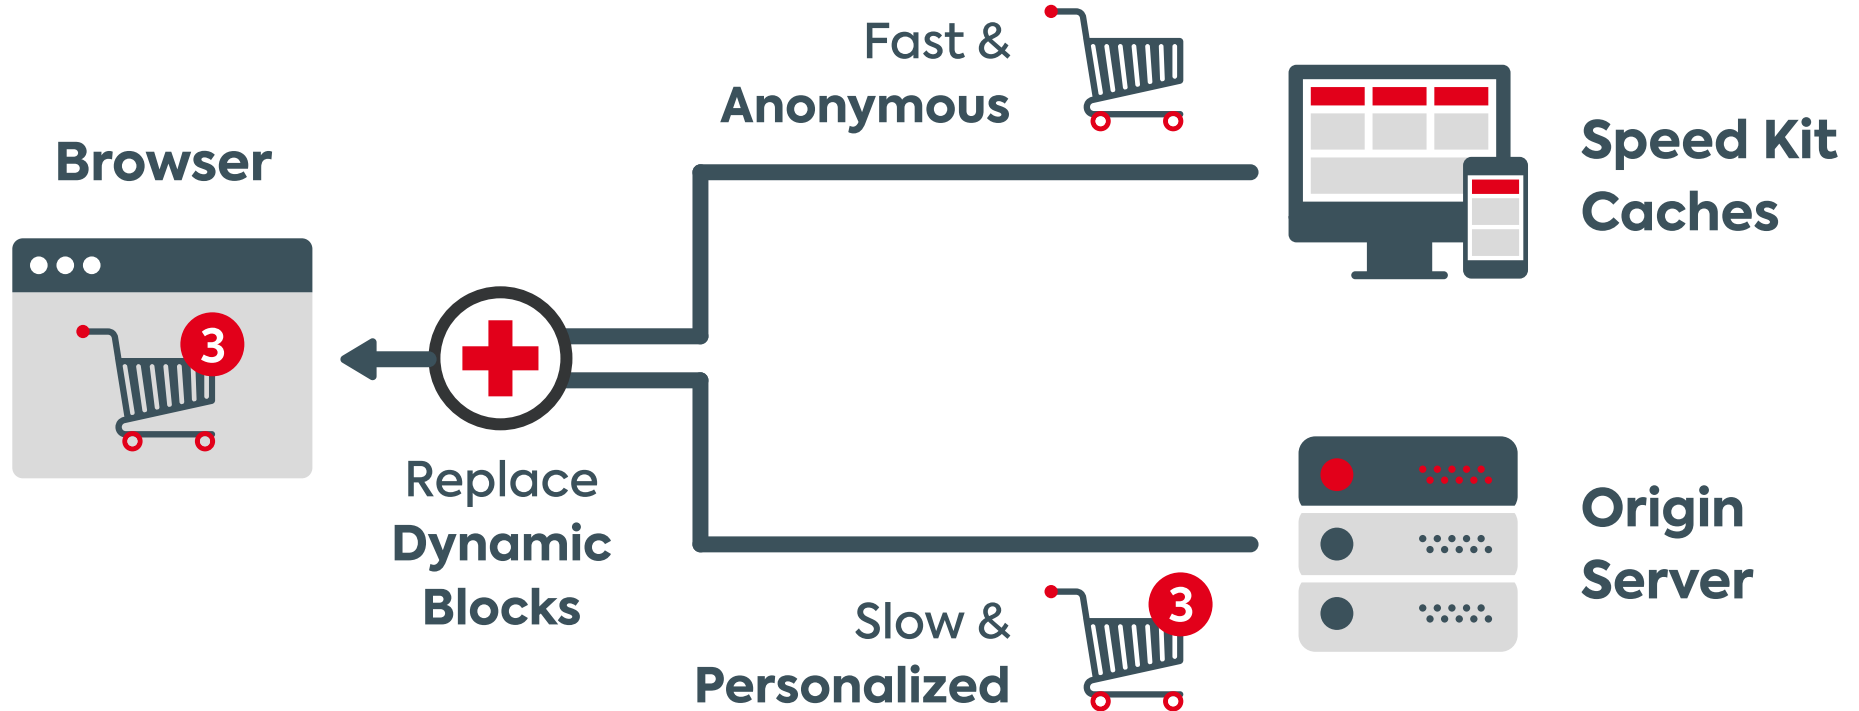 Browser
3
Replace
Dynamic
Blocks
Fast &
Anonymous
Speed Kit
Caches
Slow &
Personalized
3
Origin
Server